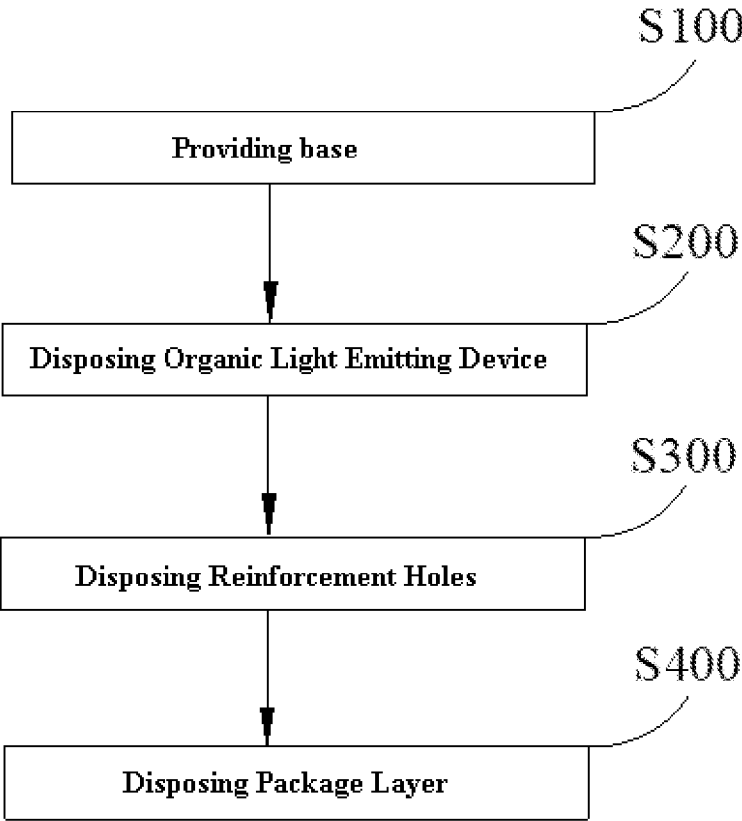 S100
Providing base
S200
Disposing Organic Light Emitting Device
S300
Disposing Reinforcement Holes
S400
Disposing Package Layer